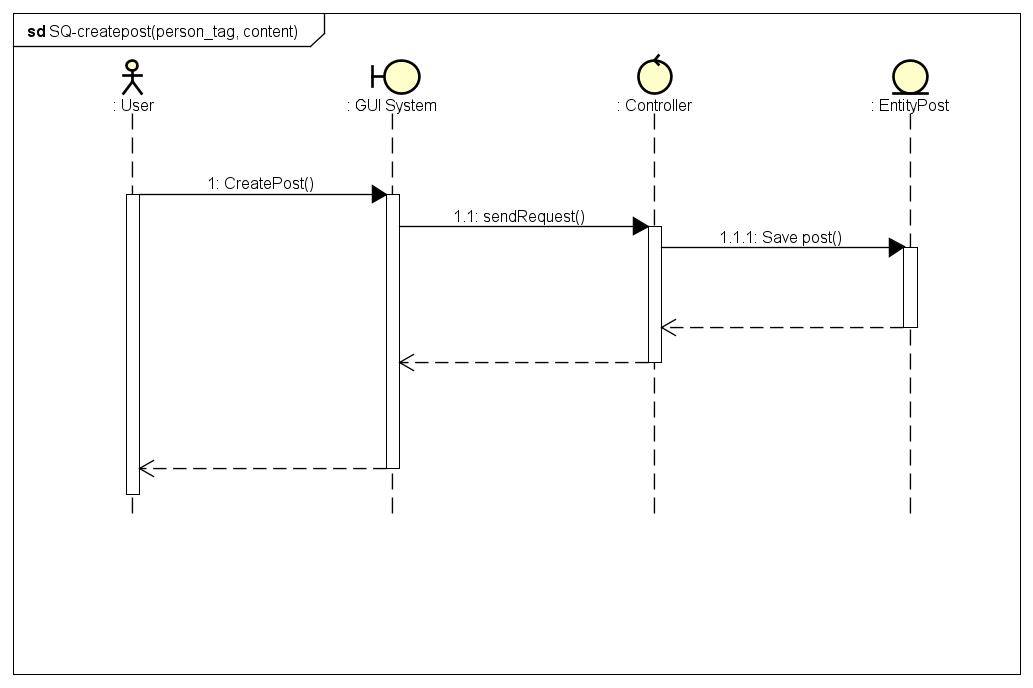 sd SQ-createpost(person_tag, content)
: User
: GUI System
: Controller
: EntityPost
1: CreatePost()
1.1: sendRequest()
1.1.1: Save post()